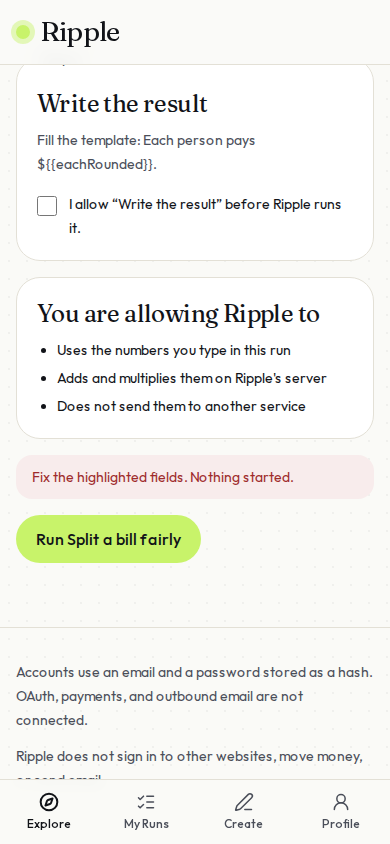 Ripple
Write the result
Fill the template: Each person pays
${{eachRounded}}.
I allow “Write the result” before Ripple runs
it.
You are allowing Ripple to
Uses the numbers you type in this run
Adds and multiplies them on Ripple's server
Does not send them to another service
Fix the highlighted fields. Nothing started.
Run Split a bill fairly
Accounts use an email and a password stored as a hash.
OAuth, payments, and outbound email are not
connected.
Ripple does not sign in to other websites, move money,
or send email.
Explore
My Runs
Create
Profile